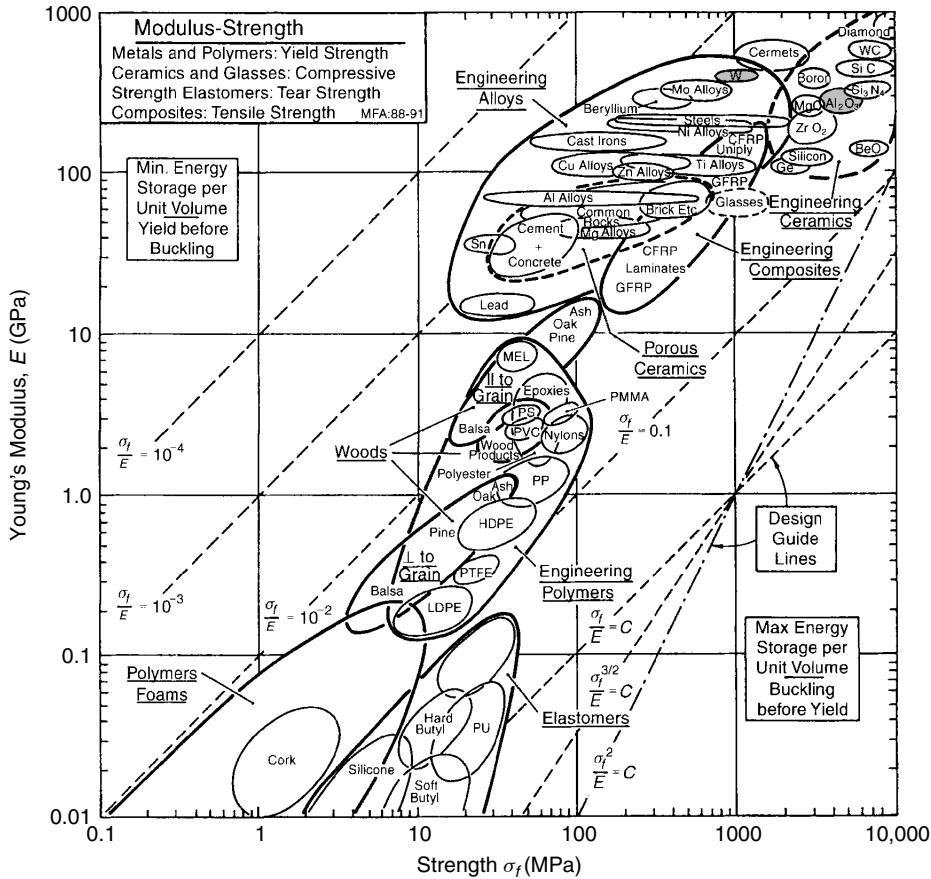 Modulus-Strength
Metals and Polymers: Yield Strength
Ceramics and Glasses: Compressive
Strength Elastomers: Tear Strength
Composites: Tensile Strength MFA:88-91
Min. Energy
Storage per
Unit Volume
Yield before
Buckling
Engineering
Alloys
Diamond
Cermets
WC
W
Boron
Si C
Mo Alloys
Si₃ N₄
Beryllium
MgO
Al₂O₃
Steels
Ni Alloys
Zr O₂
Cast Irons
CFRP
Uniply
BeO
Silicon
Cu Alloys
Zn Alloys
Ti Alloys
Ge
GFRP
Al Alloys
Glasses
Engineering
Ceramics
Common
Rocks
Brick Etc
Mg Alloys
Cement
+
Concrete
Sn
CFRP
Laminates
GFRP
Engineering
Composites
Lead
Ash
Oak
Pine
Porous
Ceramics
MEL
|| to
Grain
Epoxies
PMMA
PS
Balsa
PVC
Nylons
Wood
Products
Woods
Polyester
PP
Ash
Oak
HDPE
Pine
⊥ to
Grain
PTFE
Balsa
LDPE
Engineering
Polymers
Polymers
Foams
Elastomers
Hard
Butyl
PU
Cork
Silicone
Soft
Butyl
σf/E = 10⁻⁴
σf/E = 10⁻³
σf/E = 10⁻²
σf/E = 0.1
Design
Guide
Lines
σf/E = C
σf^3/2/E = C
σf²/E = C
Max Energy
Storage per
Unit Volume
Buckling
before Yield
Young's Modulus, E (GPa)
1000
100
10
1.0
0.1
0.01
0.1
1
10
100
1000
10,000
Strength σf (MPa)